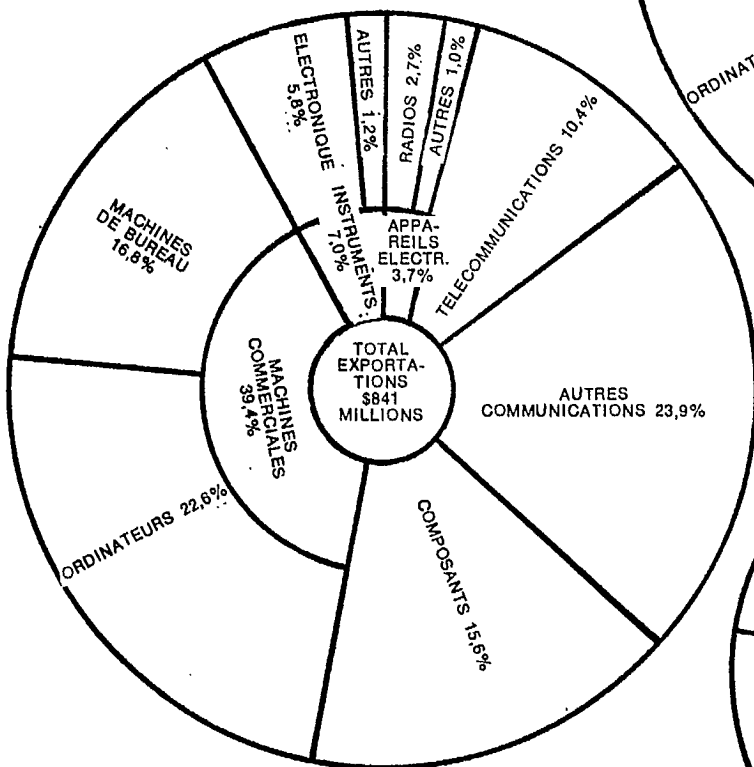 ELECTRONIQUE
5,8%
AUTRES 1,2%
RADIOS 2,7%
AUTRES 1,0%
TELECOMMUNICATIONS 10,4%
AUTRES
COMMUNICATIONS 23,9%
COMPOSANTS 15,6%
ORDINATEURS 22,6%
MACHINES
DE BUREAU
16,8%
MACHINES
COMMERCIALES
39,4%
INSTRUMENTS
7,0%
APPA-
REILS
ELECTR.
3,7%
TOTAL
EXPORTA-
TIONS
$841
MILLIONS
ORDINAT